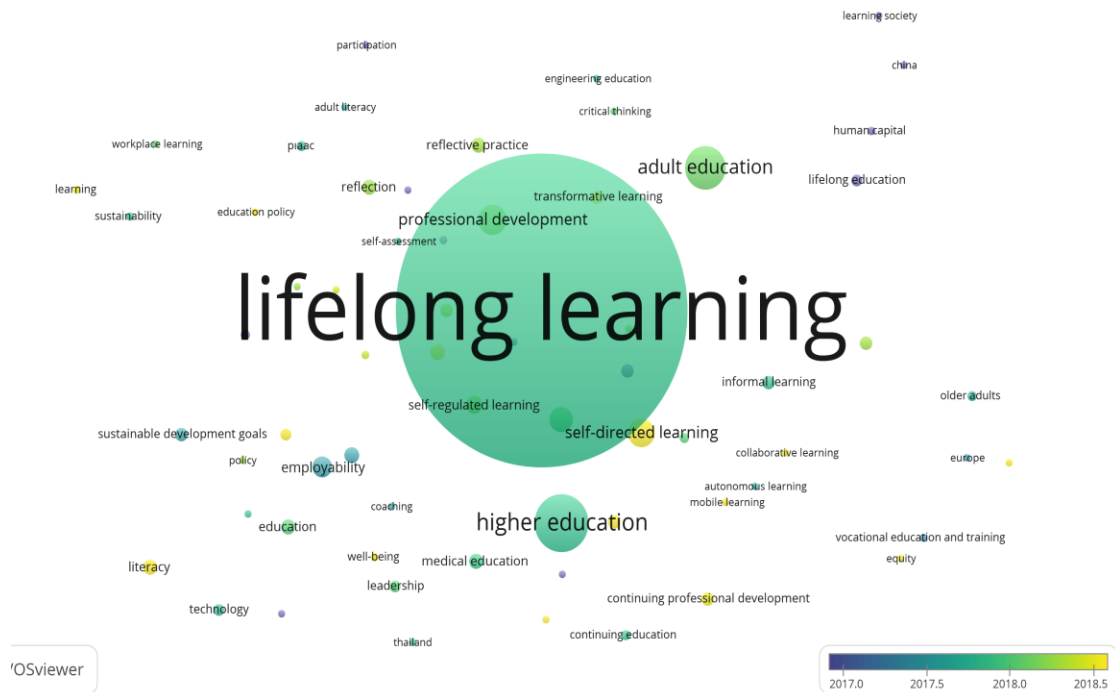 learning society
participation
china
engineering education
adult literacy
critical thinking
human capital
workplace learning
piaac
reflective practice
adult education
lifelong education
learning
reflection
transformative learning
sustainability
education policy
professional development
self-assessment
lifelong learning
informal learning
older adults
self-regulated learning
sustainable development goals
self-directed learning
policy
employability
collaborative learning
europe
autonomous learning
mobile learning
coaching
education
higher education
vocational education and training
well-being
medical education
equity
literacy
leadership
continuing professional development
technology
thailand
continuing education
VOSviewer
2017.0 2017.5 2018.0 2018.5